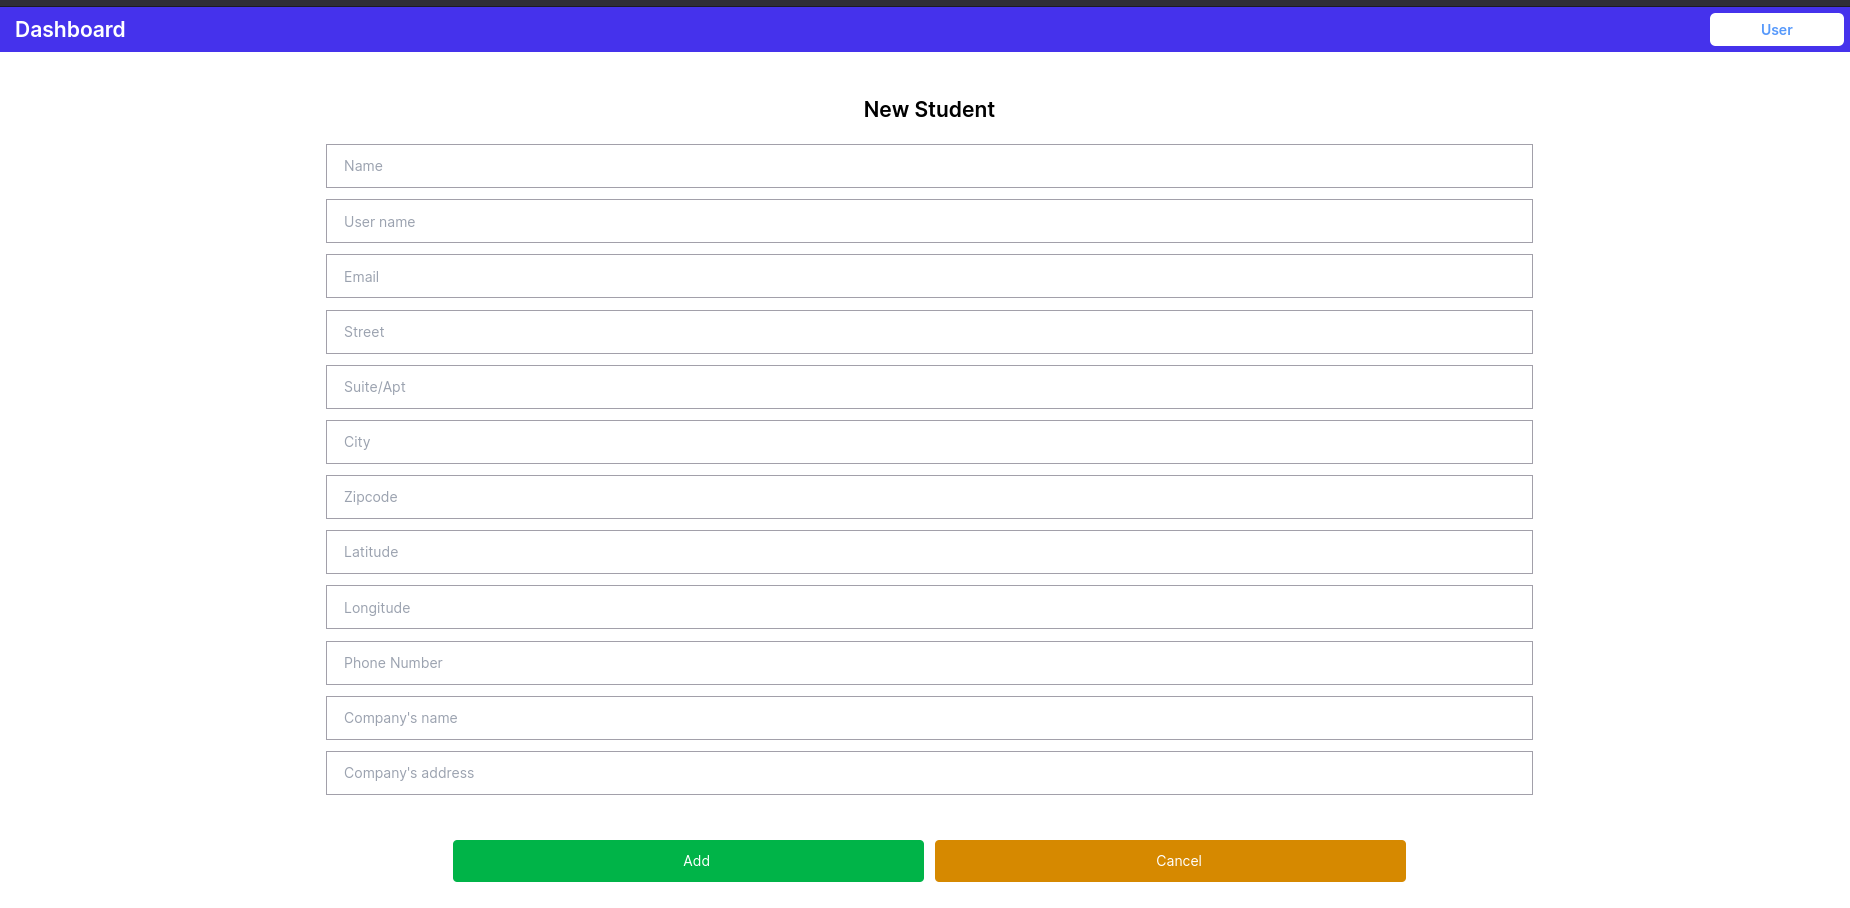 Dashboard
User
New Student
Name
User name
Email
Street
Suite/Apt
City
Zipcode
Latitude
Longitude
Phone Number
Company's name
Company's address
Add
Cancel